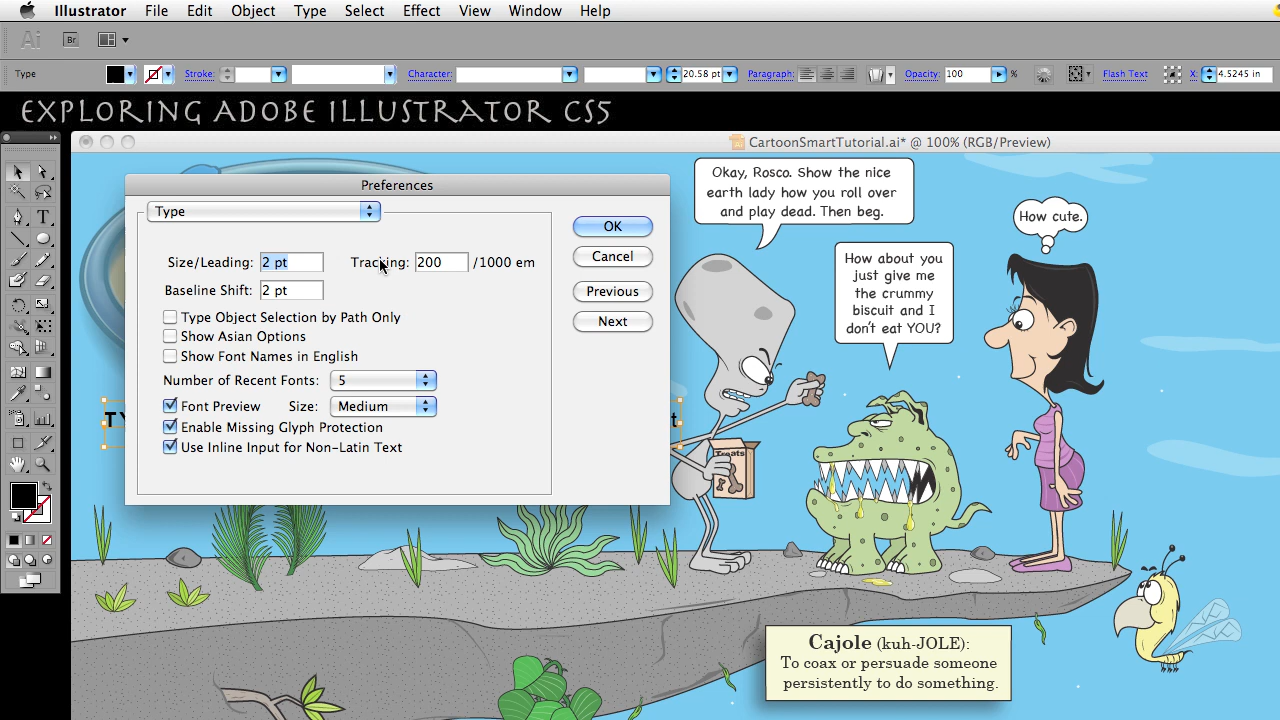 Illustrator File Edit Object Type Select Effect View Window Help
Ai Br
Type Stroke: Character: 20.58 pt Paragraph: Opacity: 100 % Flash Text X: 4.5245 in
EXPLORING ADOBE ILLUSTRATOR CS5
CartoonSmartTutorial.ai* @ 100% (RGB/Preview)
Preferences
Type
OK
Size/Leading: 2 pt Tracking: 200 /1000 em
Cancel
Baseline Shift: 2 pt
Previous
Type Object Selection by Path Only
Next
Show Asian Options
Show Font Names in English
Number of Recent Fonts: 5
Font Preview Size: Medium
Enable Missing Glyph Protection
Use Inline Input for Non-Latin Text
Okay, Rosco. Show the nice
earth lady how you roll over
and play dead. Then beg.
How cute.
How about you
just give me
the crummy
biscuit and I
don't eat YOU?
Treats
Cajole (kuh-JOLE):
To coax or persuade someone
persistently to do something.